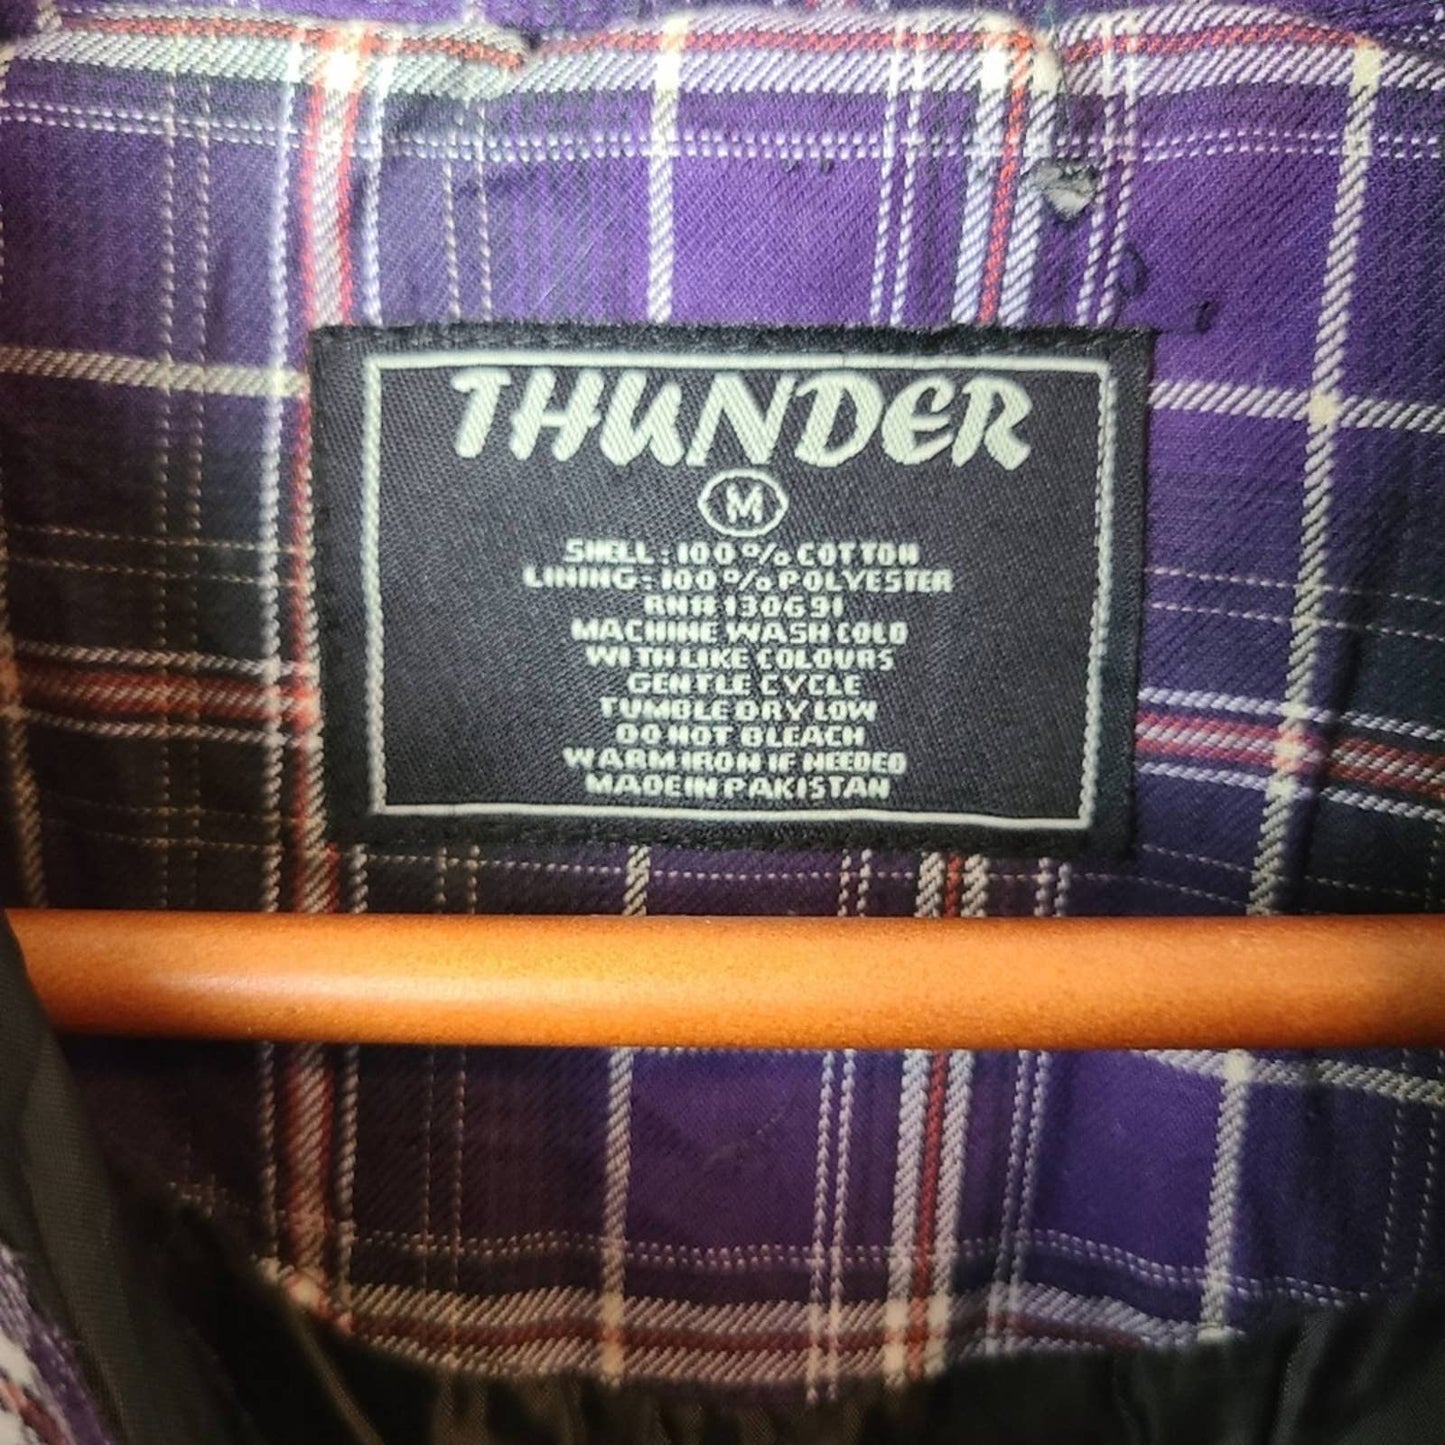 THUNDER
M
SHELL: 100% COTTON
LINING: 100% POLYESTER
RN# 130691
MACHINE WASH COLD
WITH LIKE COLOURS
GENTLE CYCLE
TUMBLE DRY LOW
DO NOT BLEACH
WARM IRON IF NEEDED
MADE IN PAKISTAN